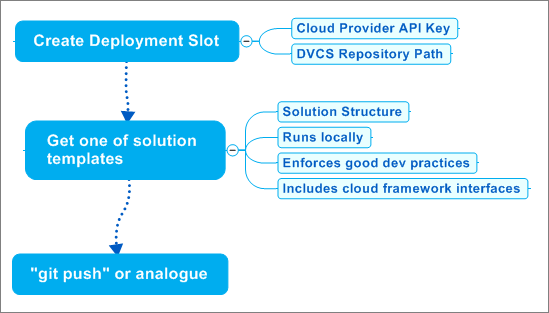 Create Deployment Slot
Cloud Provider API Key
DVCS Repository Path
Get one of solution
templates
Solution Structure
Runs locally
Enforces good dev practices
Includes cloud framework interfaces
"git push" or analogue